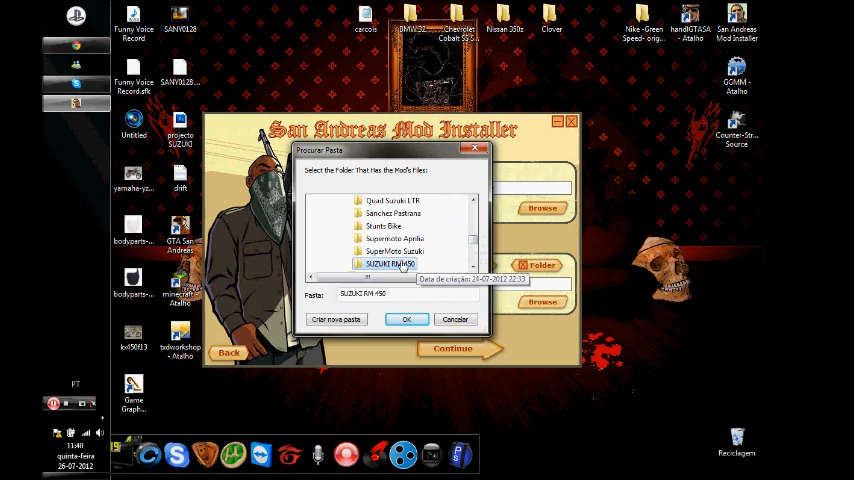 Funny Voice
Record
SANY0128
Funny Voice
Record.sfk
SANY0128....
Untitled
projecto
SUZUKI
yamaha-yz...
drift
bodyparts-...
GTA San
Andreas
bodyparts-...
minecraft -
Atalho
kx450f13
txdworkshop
- Atalho
Game
Graph...
carcols
BMW 32
Chevrolet
Cobalt SS S...
Nissan 350z
Clover
Nike -Green
Speed- orig...
handlGTASA
- Atalho
San Andreas
Mod Installer
GGMM -
Atalho
Counter-Str...
Source
Reciclagem
San Andreas Mod Installer
Procurar Pasta
Select the Folder That Has the Mod's Files:
Quad Suzuki LTR
Sanchez Pastrana
Stunts Bike
Supermoto Aprilia
SuperMoto Suzuki
SUZUKI RM 450
Data de criação: 24-07-2012 22:33
Pasta:
SUZUKI RM 450
Criar nova pasta
OK
Cancelar
Browse
Folder
Browse
Back
Continue
PT
11:40
quinta-feira
26-07-2012